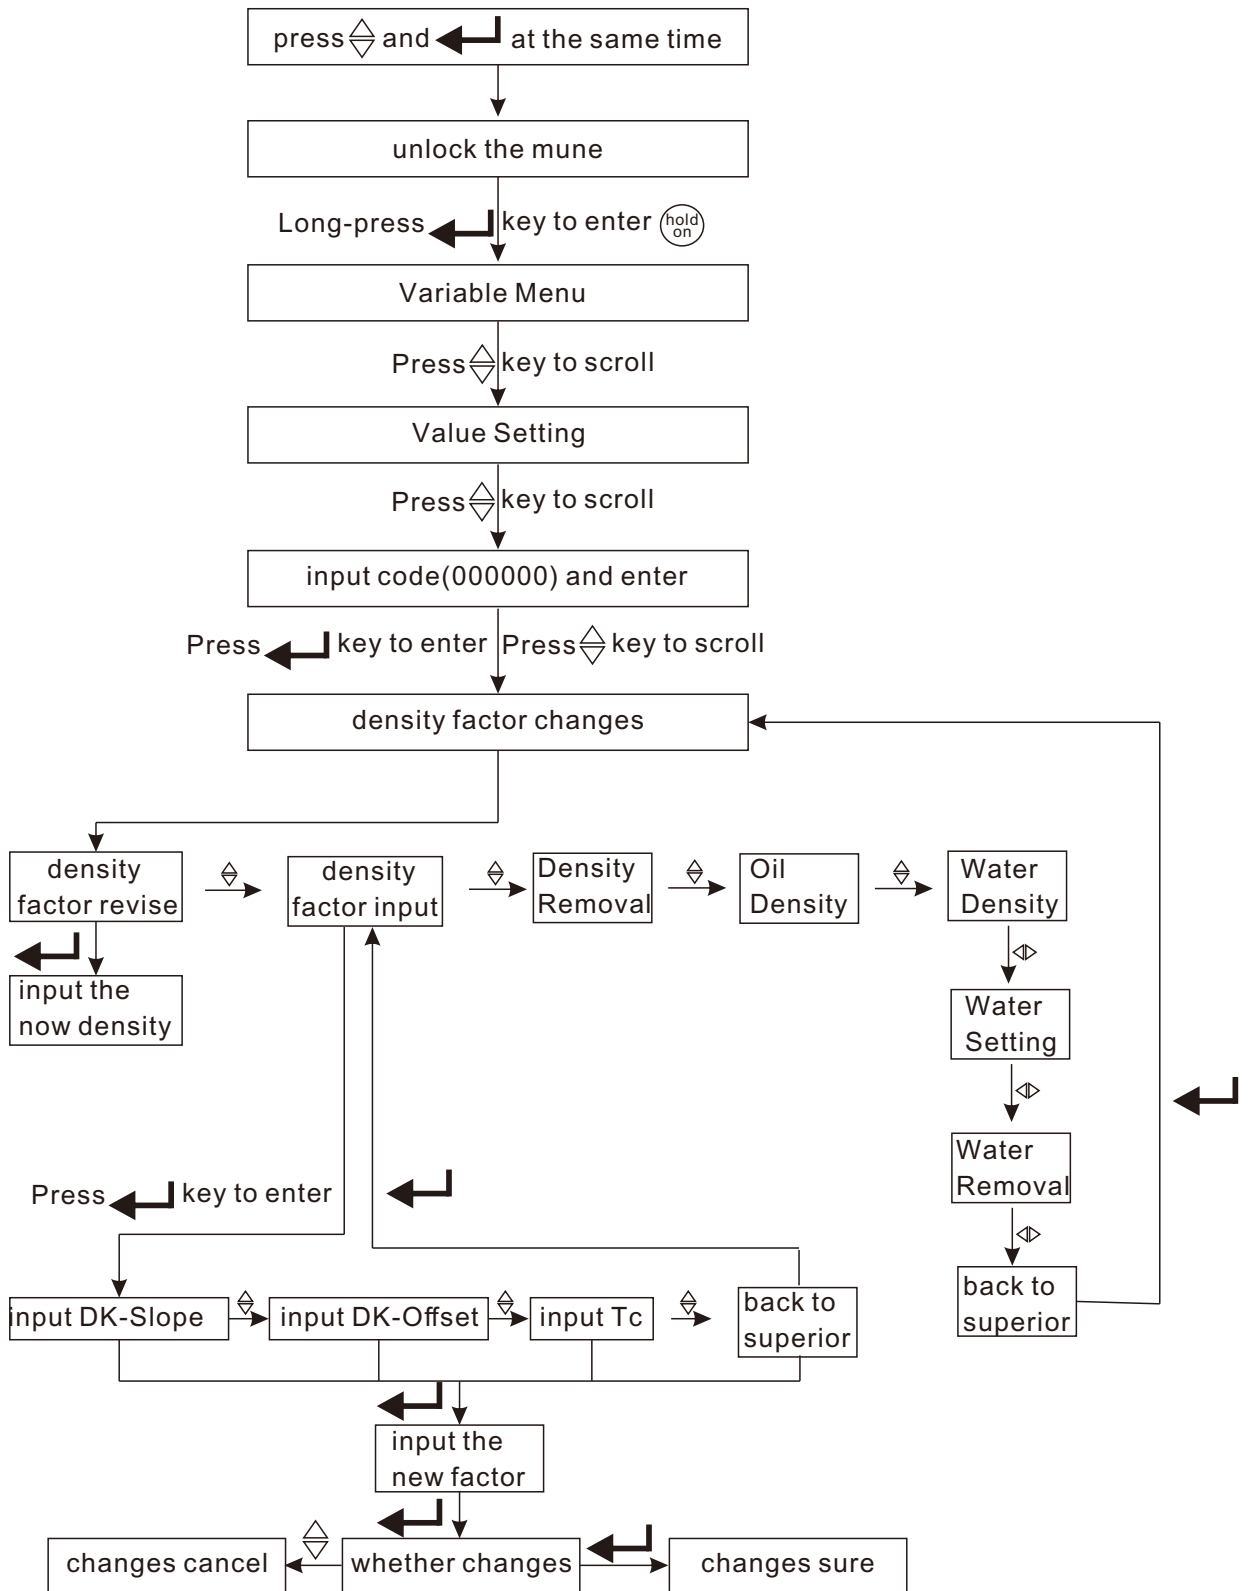 press and at the same time
unlock the mune
Long-press key to enter hold on
Variable Menu
Press key to scroll
Value Setting
Press key to scroll
input code(000000) and enter
Press key to enter Press key to scroll
density factor changes
density
factor revise
density
factor input
Density
Removal
Oil
Density
Water
Density
input the
now density
Water
Setting
Water
Removal
Press key to enter
back to
superior
input DK-Slope
input DK-Offset
input Tc
back to
superior
input the
new factor
changes cancel
whether changes
changes sure